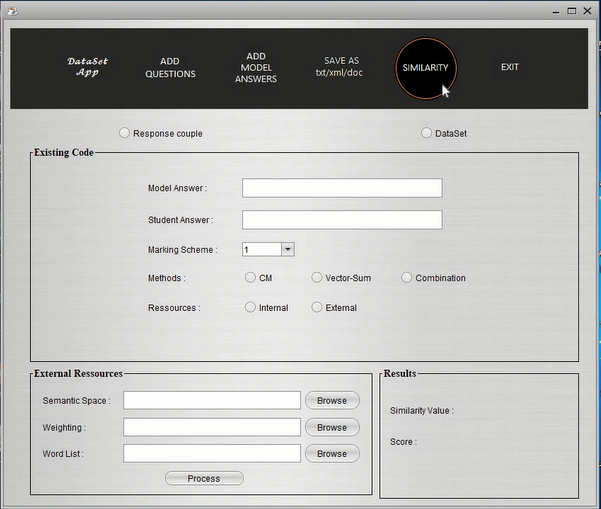 DataSet
App
ADD
QUESTIONS
ADD
MODEL
ANSWERS
SAVE AS
txt/xml/doc
SIMILARITY
EXIT
Response couple
DataSet
Existing Code
Model Answer :
Student Answer :
Marking Scheme :
1
Methods :
CM
Vector-Sum
Combination
Ressources :
Internal
External
External Ressources
Semantic Space :
Browse
Weighting :
Browse
Word List :
Browse
Process
Results
Similarity Value :
Score :